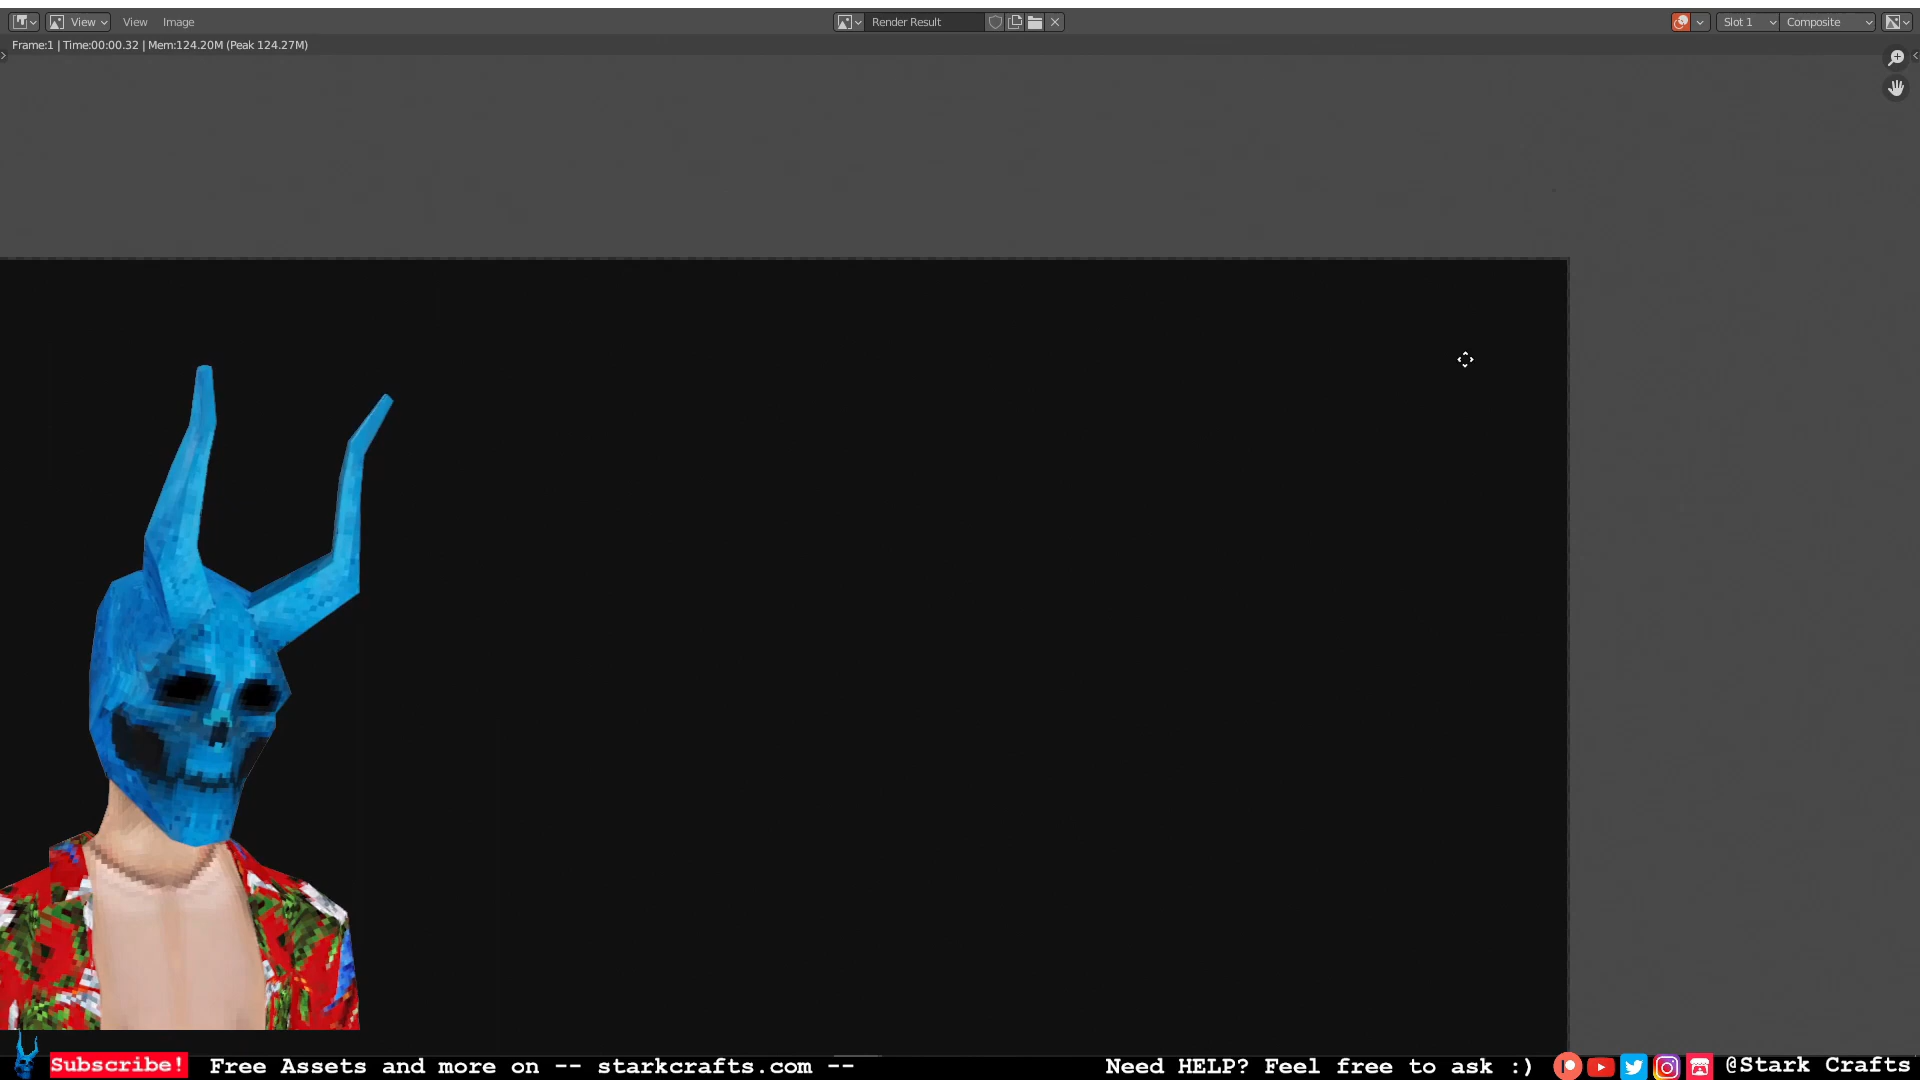 View View Image Render Result Slot 1 Composite
Frame:1 | Time:00:00.32 | Mem:124.20M (Peak 124.27M)
Subscribe! Free Assets and more on -- starkcrafts.com -- Need HELP? Feel free to ask :) @Stark Crafts